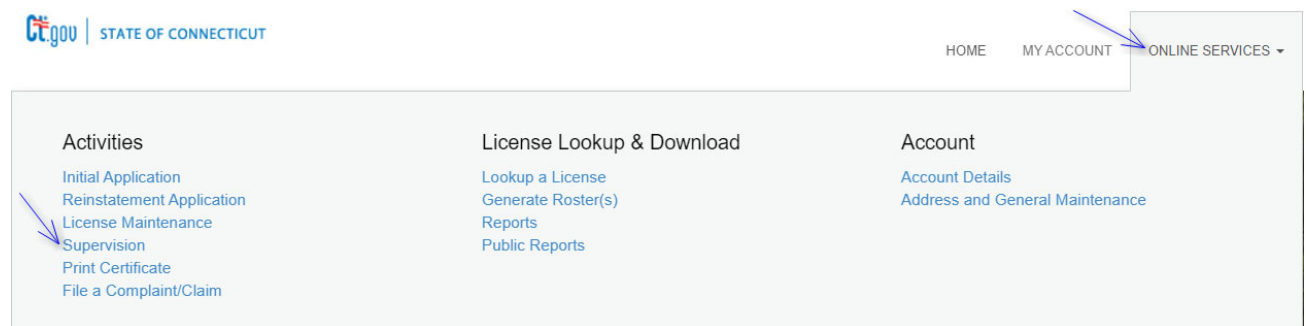 Ct.gov STATE OF CONNECTICUT
HOME MY ACCOUNT ONLINE SERVICES
Activities
Initial Application
Reinstatement Application
License Maintenance
Supervision
Print Certificate
File a Complaint/Claim
License Lookup & Download
Lookup a License
Generate Roster(s)
Reports
Public Reports
Account
Account Details
Address and General Maintenance